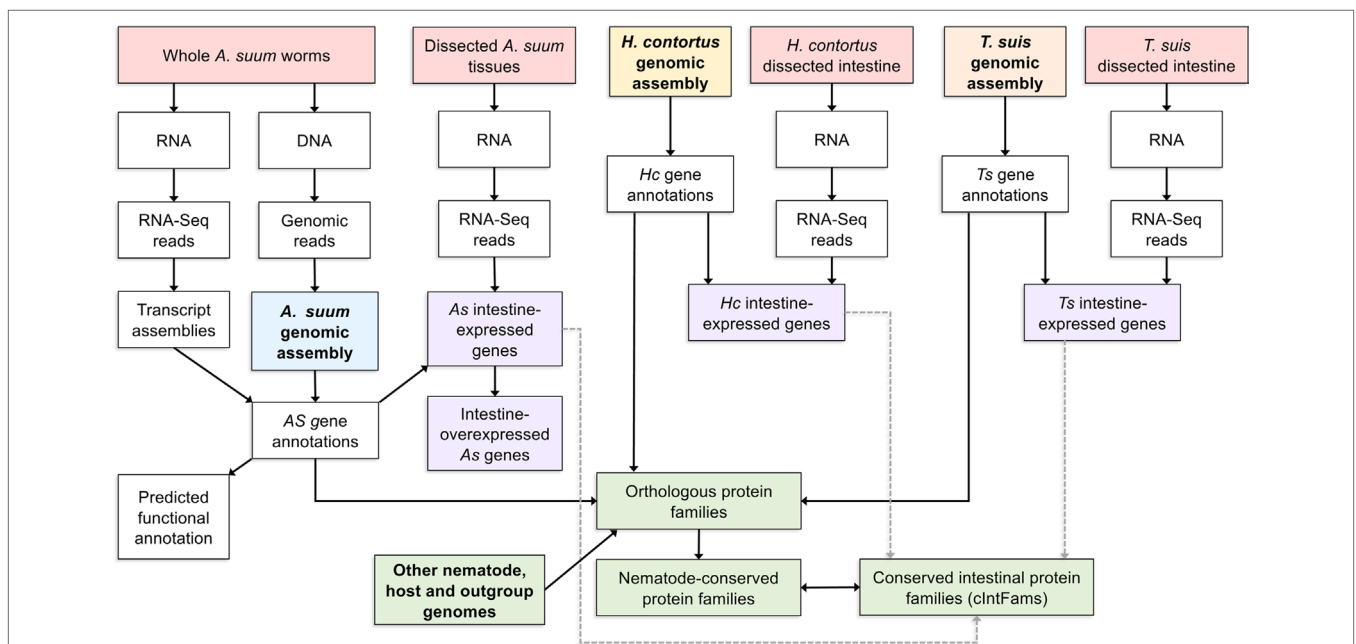 Whole A. suum worms
Dissected A. suum
tissues
H. contortus
genomic
assembly
H. contortus
dissected intestine
T. suis
genomic
assembly
T. suis
dissected intestine
RNA
DNA
RNA
RNA
RNA
Hc gene
annotations
Ts gene
annotations
RNA-Seq
reads
Genomic
reads
RNA-Seq
reads
RNA-Seq
reads
RNA-Seq
reads
Transcript
assemblies
A. suum
genomic
assembly
As intestine-
expressed
genes
Hc intestine-
expressed genes
Ts intestine-
expressed genes
AS gene
annotations
Intestine-
overexpressed
As genes
Predicted
functional
annotation
Orthologous protein
families
Other nematode,
host and outgroup
genomes
Nematode-conserved
protein families
Conserved intestinal protein
families (cIntFams)